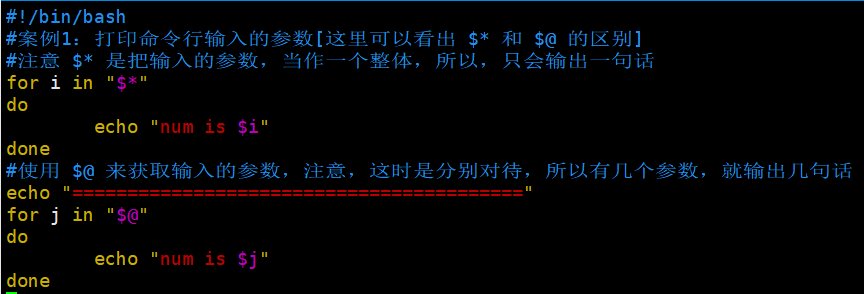 #!/bin/bash
#案例1：打印命令行输入的参数[这里可以看出 $* 和 $@ 的区别]
#注意 $* 是把输入的参数，当作一个整体，所以，只会输出一句话
for i in "$*"
do
        echo "num is $i"
done
#使用 $@ 来获取输入的参数，注意，这时是分别对待，所以有几个参数，就输出几句话
echo "========================================="
for j in "$@"
do
        echo "num is $j"
done